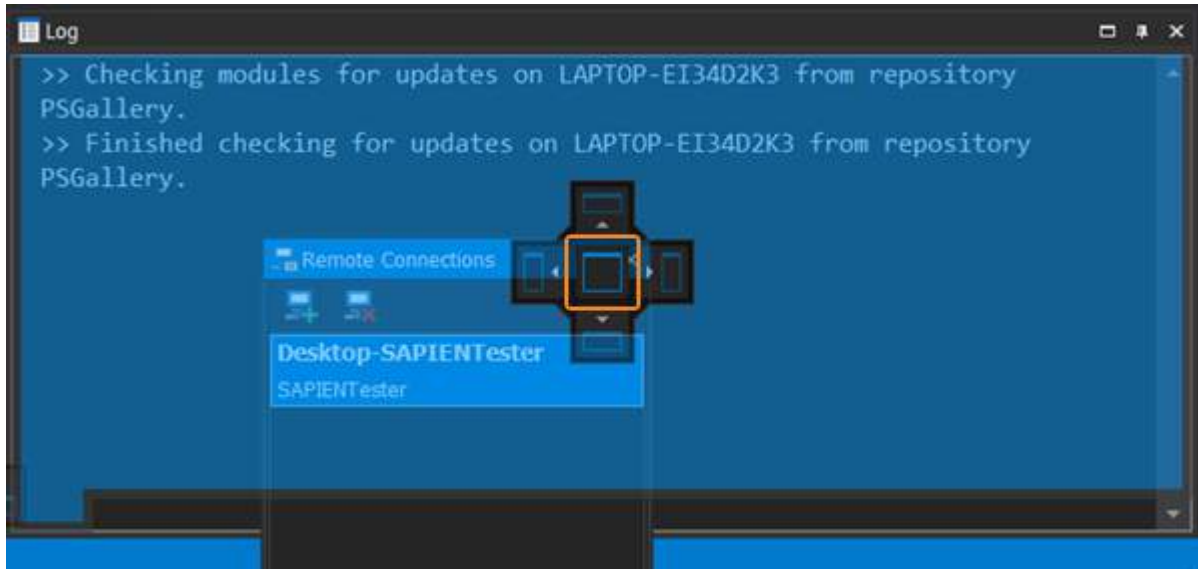 Log
>> Checking modules for updates on LAPTOP-EI34D2K3 from repository
PSGallery.
>> Finished checking for updates on LAPTOP-EI34D2K3 from repository
PSGallery.
Remote Connections
Desktop-SAPIENTester
SAPIENTester